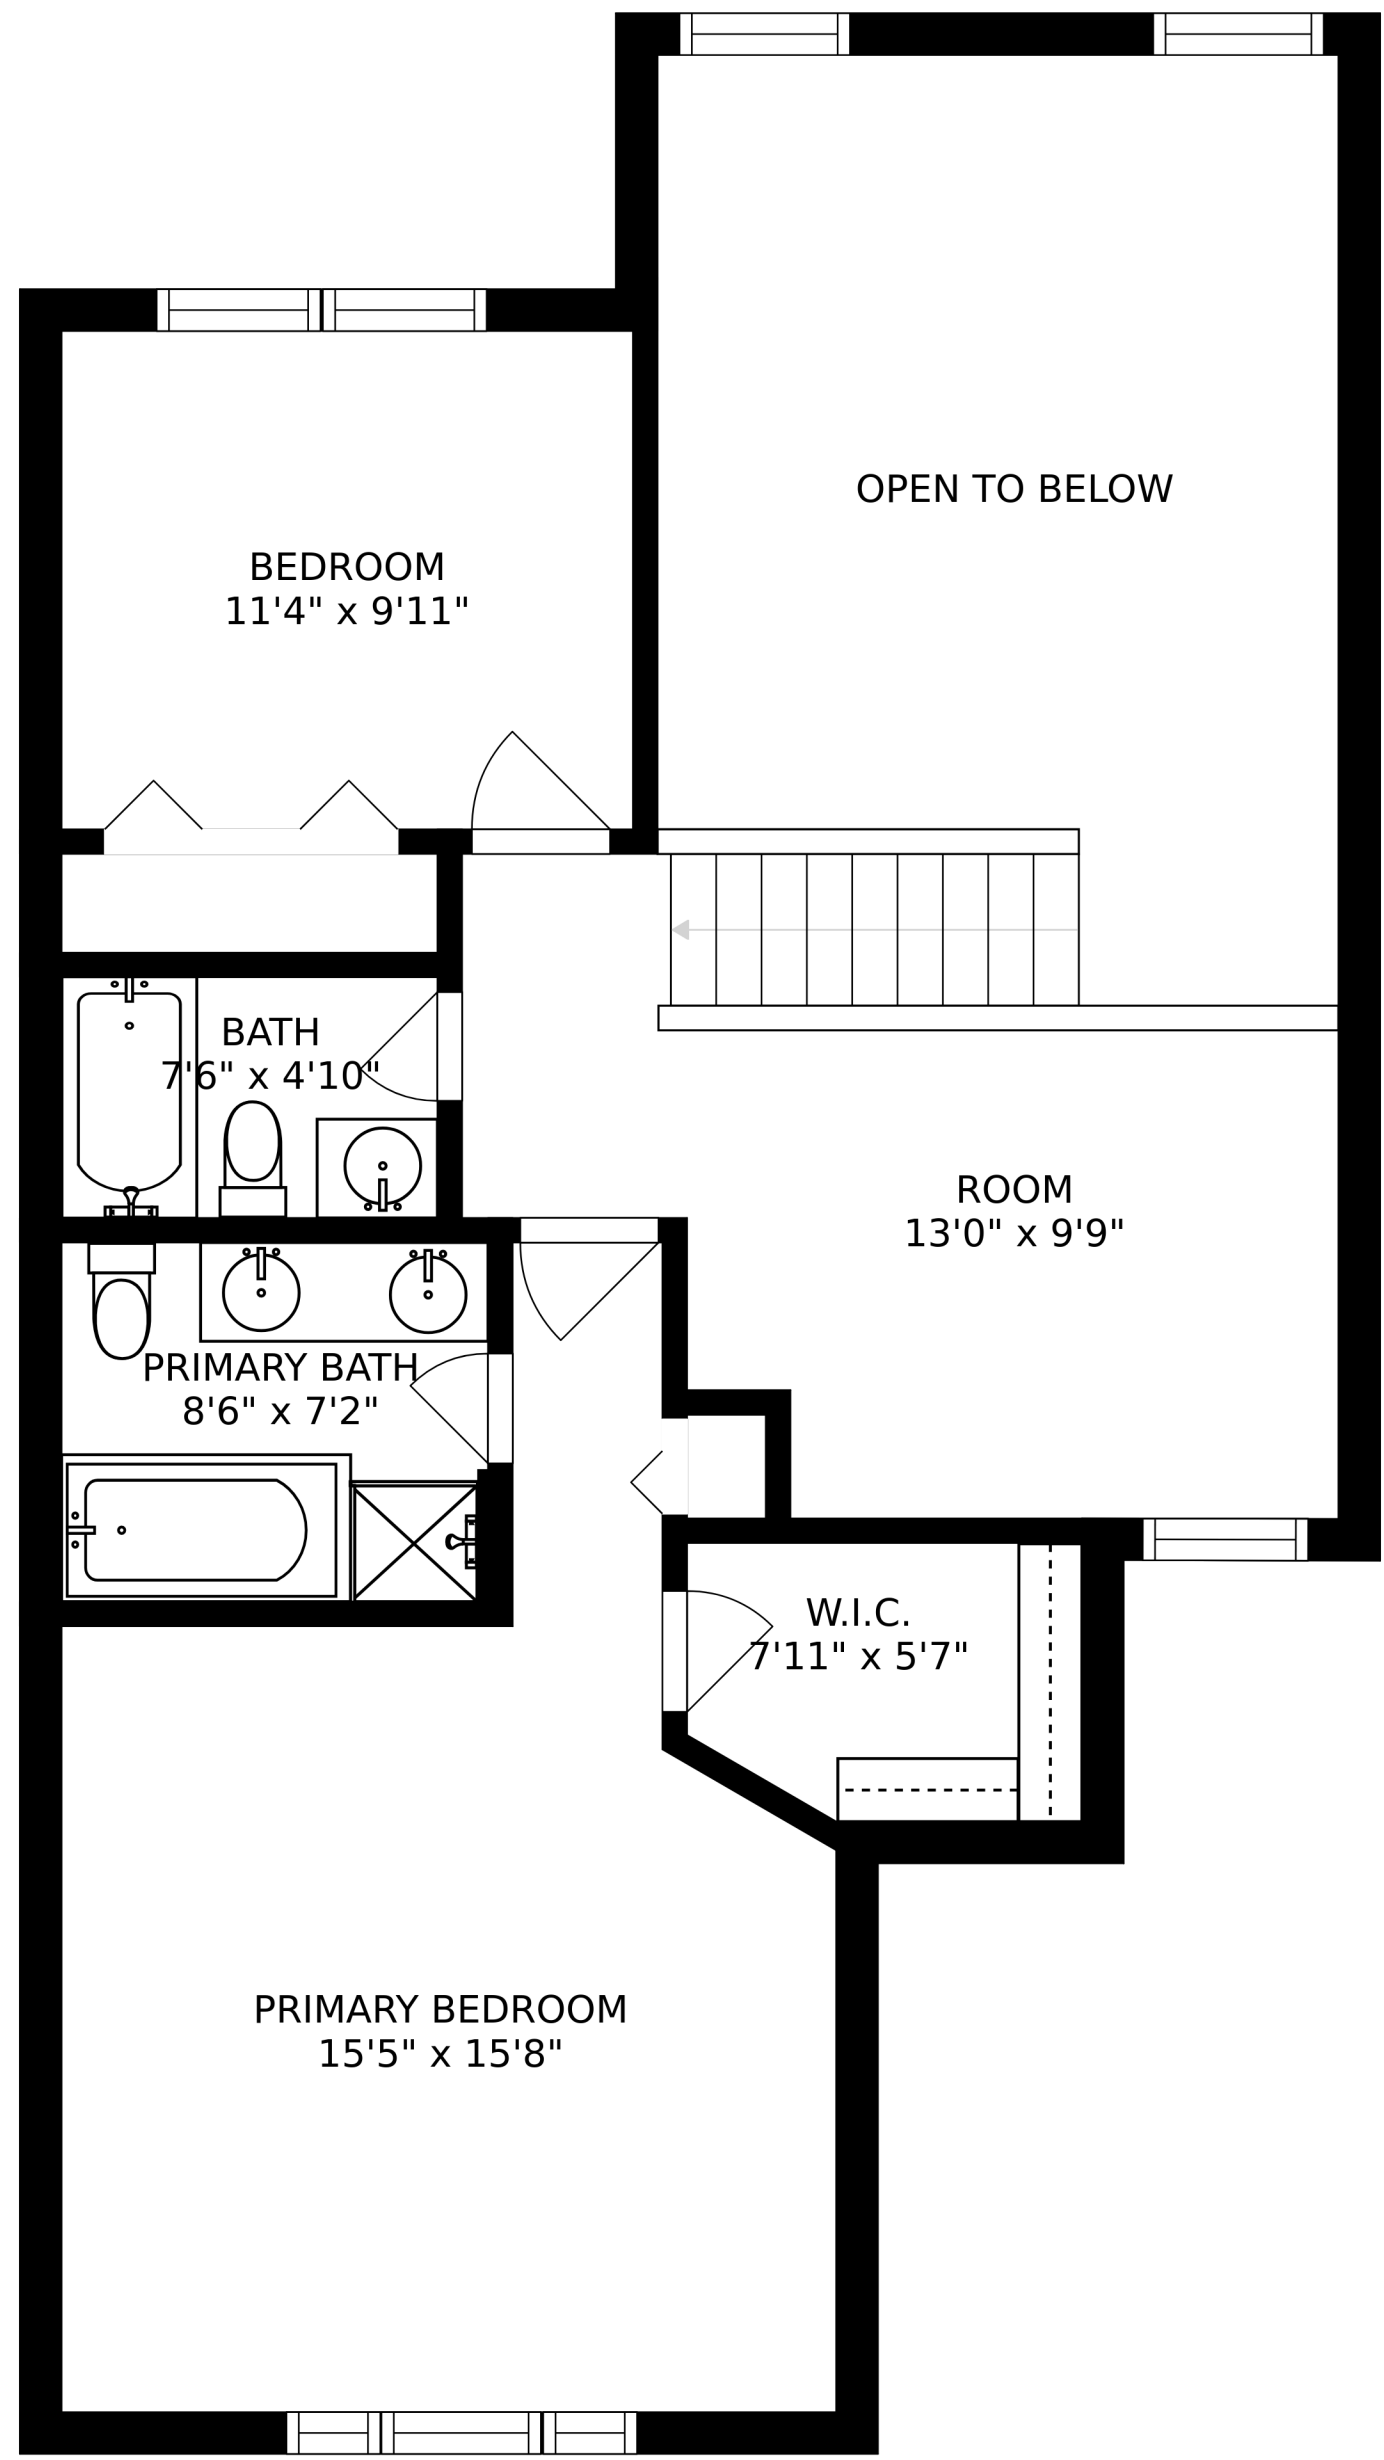 OPEN TO BELOW
BEDROOM
11'4" x 9'11"
BATH
7'6" x 4'10"
ROOM
13'0" x 9'9"
PRIMARY BATH
8'6" x 7'2"
W.I.C.
7'11" x 5'7"
PRIMARY BEDROOM
15'5" x 15'8"